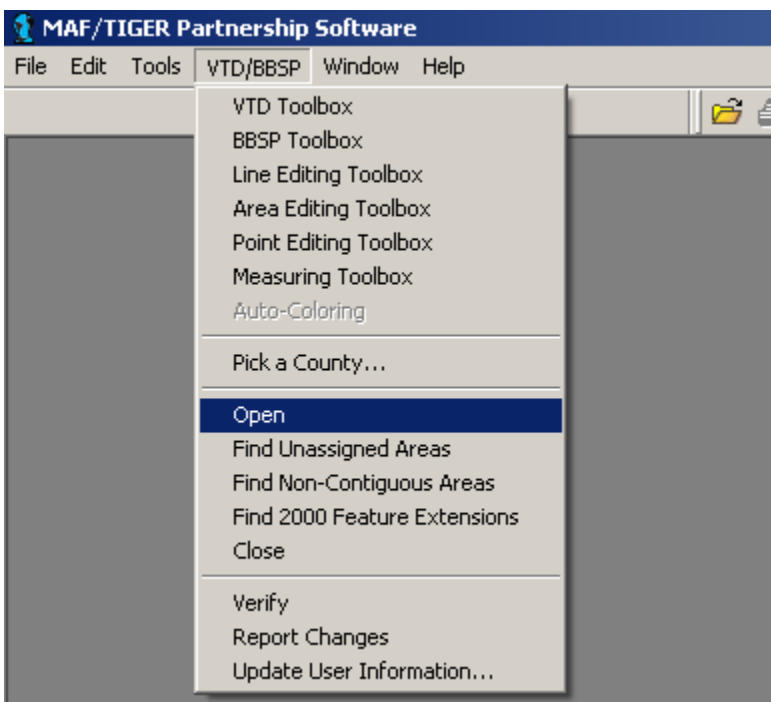 MAF/TIGER Partnership Software
File Edit Tools VTD/BBSP Window Help
VTD Toolbox
BBSP Toolbox
Line Editing Toolbox
Area Editing Toolbox
Point Editing Toolbox
Measuring Toolbox
Auto-Coloring
Pick a County...
Open
Find Unassigned Areas
Find Non-Contiguous Areas
Find 2000 Feature Extensions
Close
Verify
Report Changes
Update User Information...